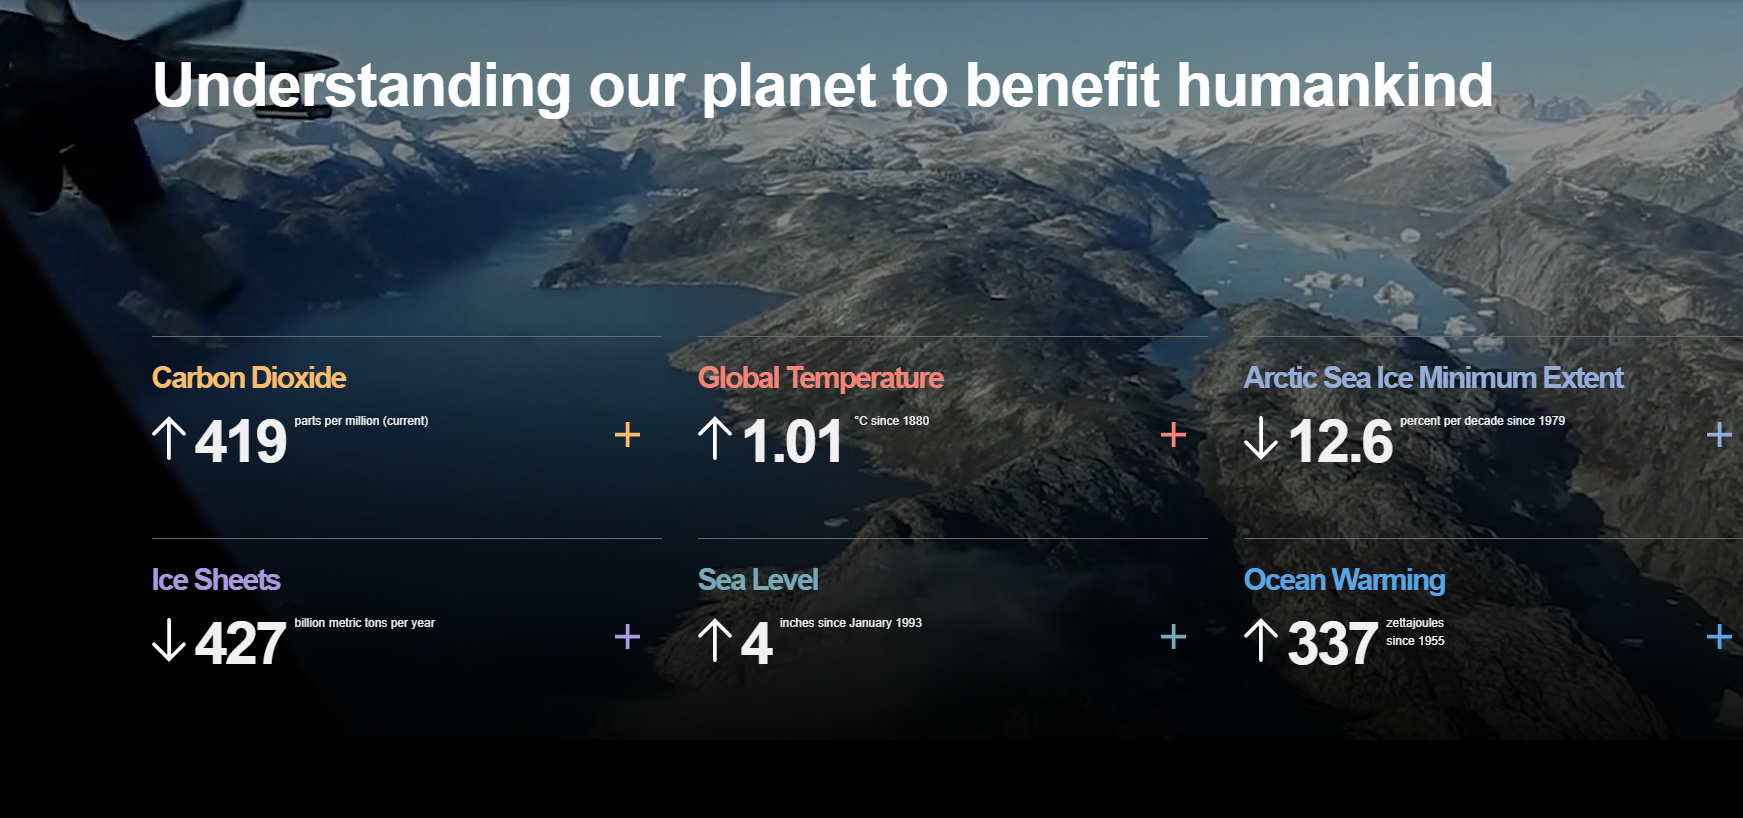 Understanding our planet to benefit humankind
Carbon Dioxide
↑ 419 parts per million (current)
+
Global Temperature
↑ 1.01 °C since 1880
+
Arctic Sea Ice Minimum Extent
↓ 12.6 percent per decade since 1979
+
Ice Sheets
↓ 427 billion metric tons per year
+
Sea Level
↑ 4 inches since January 1993
+
Ocean Warming
↑ 337 zettajoules
since 1955
+